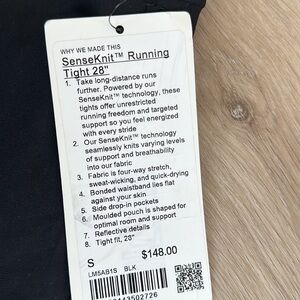 WHY WE MADE THIS
SenseKnit™ Running
Tight 28"
1. Take long-distance runs
further. Powered by our
SenseKnit™ technology, these
tights offer unrestricted
running freedom and targeted
support so you feel energized
with every stride
2. Our SenseKnit™ technology
seamlessly knits varying levels
of support and breathability
into our fabric
3. Fabric is four-way stretch,
sweat-wicking, and quick-drying
4. Bonded waistband lies flat
against your skin
5. Side drop-in pockets
6. Moulded pouch is shaped for
optimal room and support
7. Reflective details
8. Tight fit, 28"
S $148.00
LM5AB1S BLK